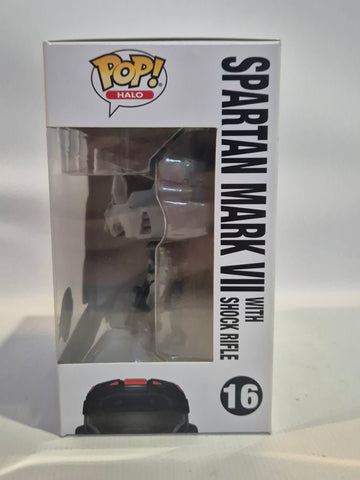 POP!
HALO
SPARTAN MARK VII
WITH
SHOCK RIFLE
16